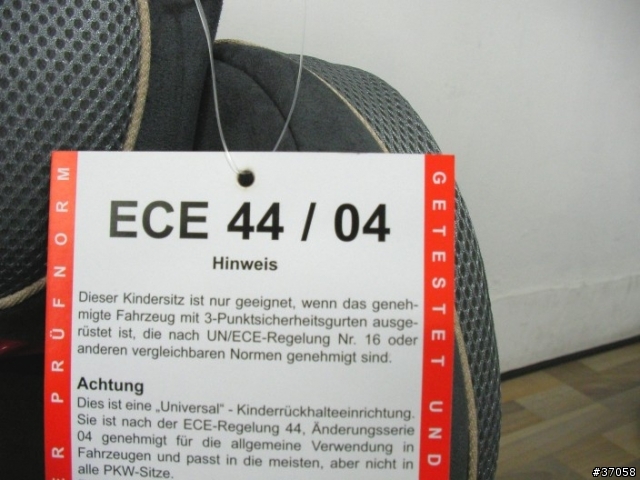 ECE 44 / 04
Hinweis
Dieser Kindersitz ist nur geeignet, wenn das geneh-
migte Fahrzeug mit 3-Punktsicherheitsgurten ausge-
rüstet ist, die nach UN/ECE-Regelung Nr. 16 oder
anderen vergleichbaren Normen genehmigt sind.
Achtung
Dies ist eine „Universal" - Kinderrückhalteeinrichtung.
Sie ist nach der ECE-Regelung 44, Änderungsserie
04 genehmigt für die allgemeine Verwendung in
Fahrzeugen und passt in die meisten, aber nicht in
alle PKW-Sitze.
ER PRÜFNORM
GETESTET UND
#37058